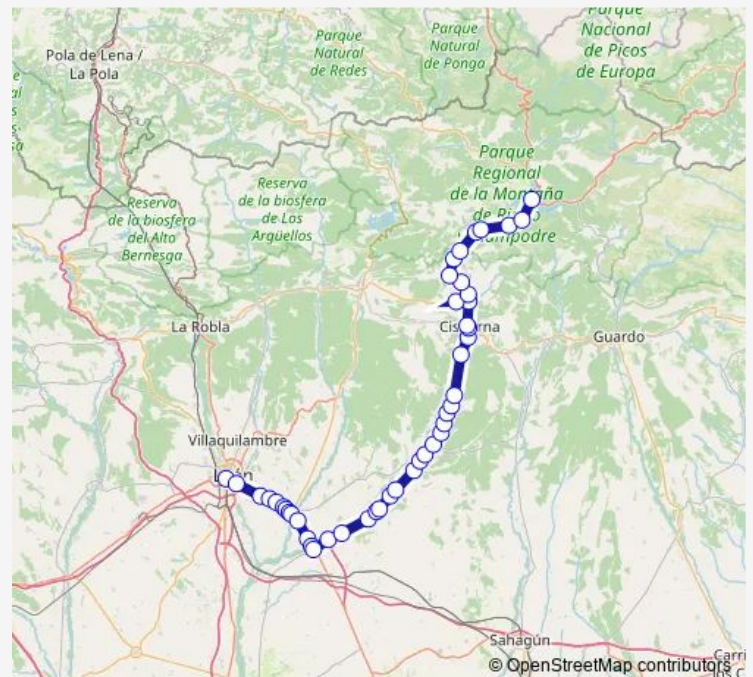 Parque
Nacional
de Picos
de Europa
Parque
Natural
de Redes
Parque
Natural
de Ponga
Pola de Lena /
La Pola
Parque
Regional
de la Montaña
de
Reserva
de la biosfera
de Los
Argüellos
Reserva
de la biosfera
del Alto
Bernesga
La Robla
Guardo
Villaquilambre
Sahagún
© OpenStreetMap contributors